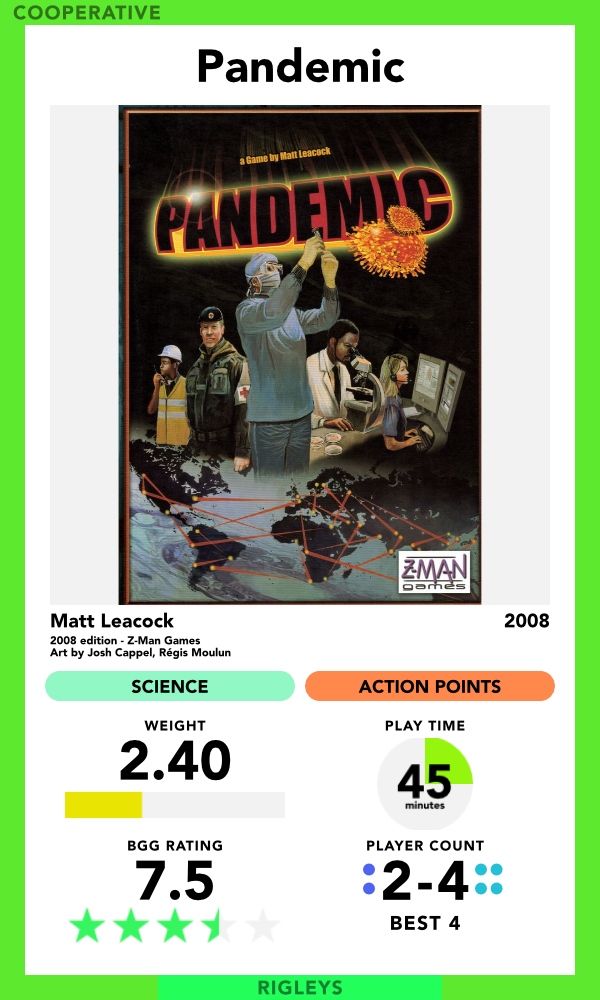 COOPERATIVE
Pandemic
a Game by Matt Leacock
PANDEMIC
Z-MAN
games
Matt Leacock
2008
2008 edition - Z-Man Games
Art by Josh Cappel, Régis Moulun
SCIENCE
ACTION POINTS
WEIGHT
2.40
PLAY TIME
45
minutes
BGG RATING
7.5
PLAYER COUNT
2-4
BEST 4
RIGLEYS